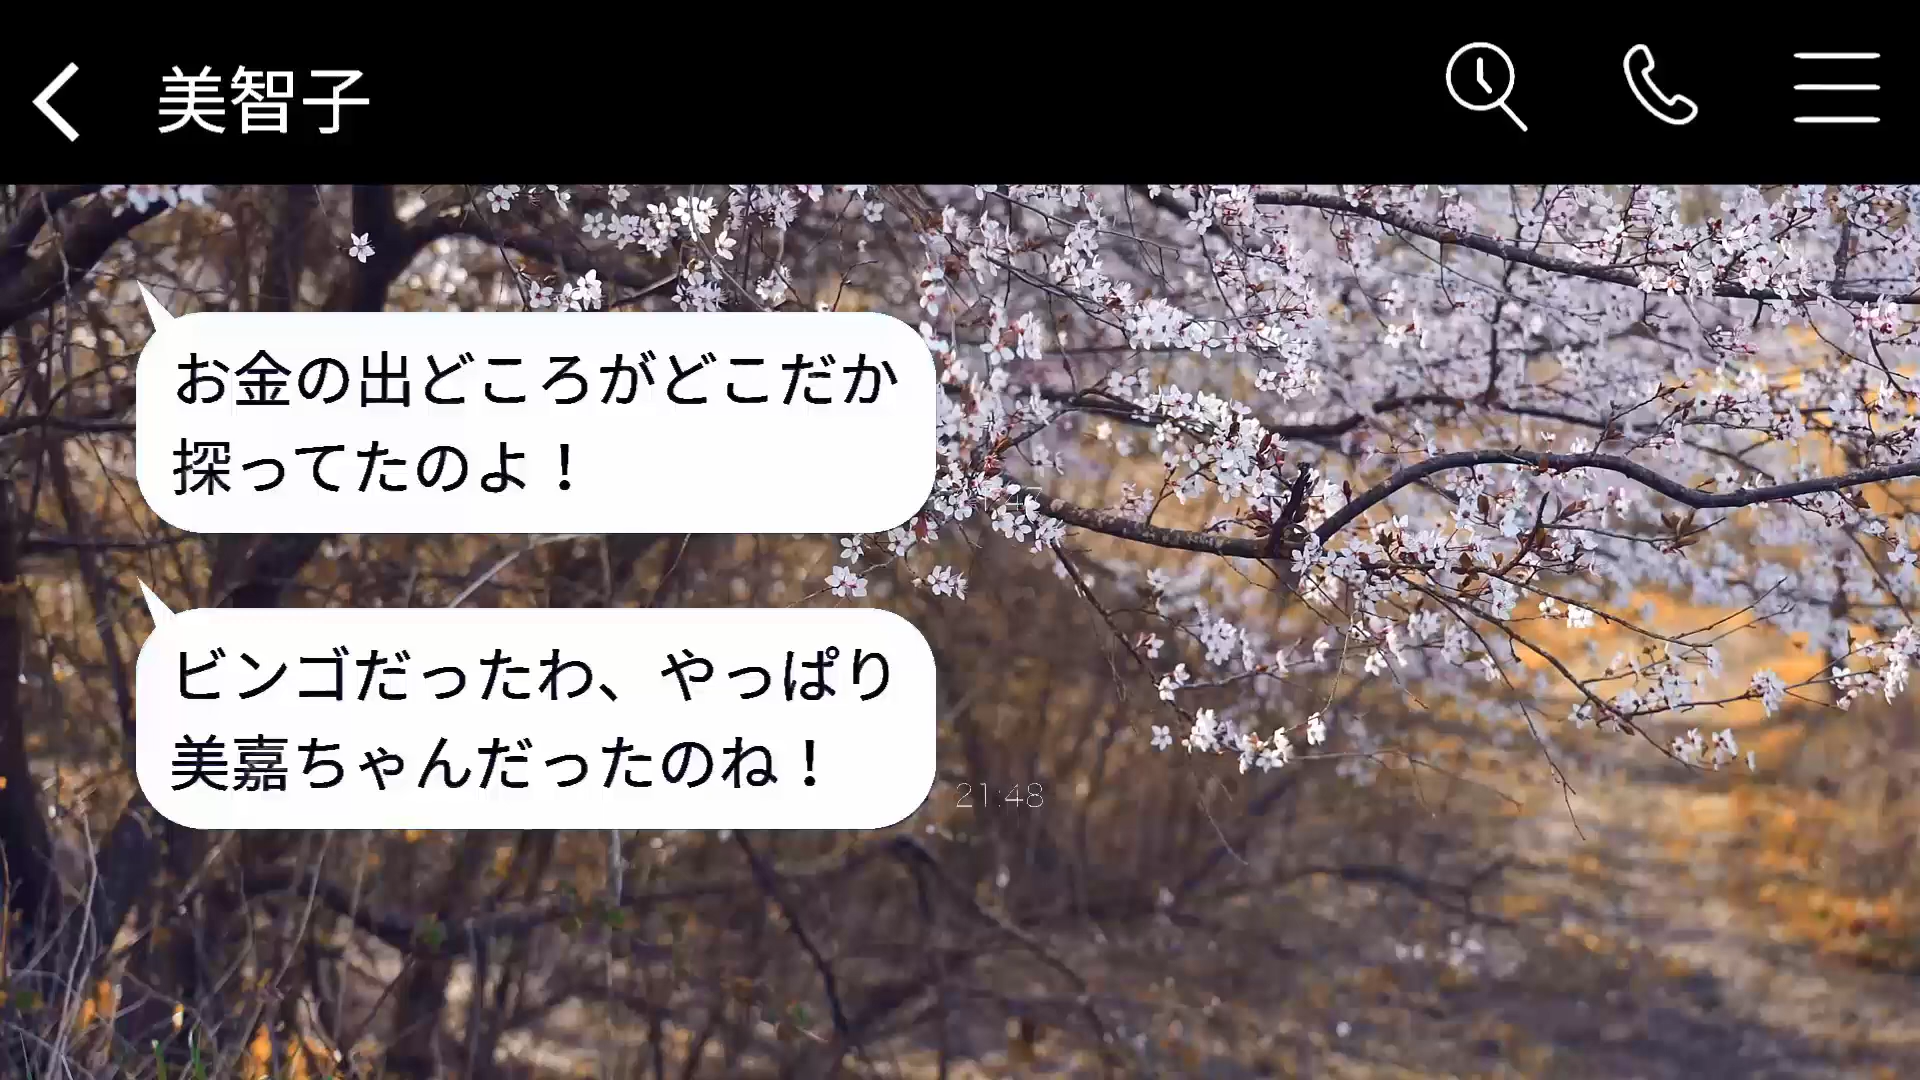 美智子
お金の出どころがどこだか
探ってたのよ！
ビンゴだったわ、やっぱり
美嘉ちゃんだったのね！
21:48